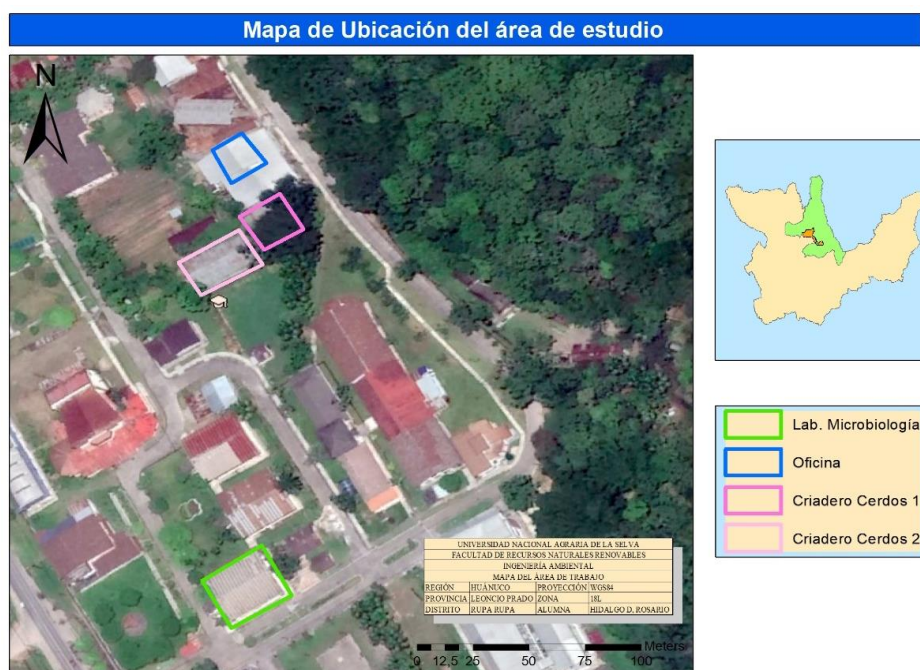 Mapa de Ubicación del área de estudio
N
Lab. Microbiología
Oficina
Criadero Cerdos 1
Criadero Cerdos 2
UNIVERSIDAD NACIONAL AGRARIA DE LA SELVA
FACULTAD DE RECURSOS NATURALES RENOVABLES
INGENIERÍA AMBIENTAL
MAPA DEL ÁREA DE TRABAJO
REGIÓN HUÁNUCO PROYECCIÓN WGS84
PROVINCIA LEONCIO PRADO ZONA 18L
DISTRITO RUPA RUPA ALUMNA HIDALGO D, ROSARIO
Meters
0 12,5 25 50 75 100